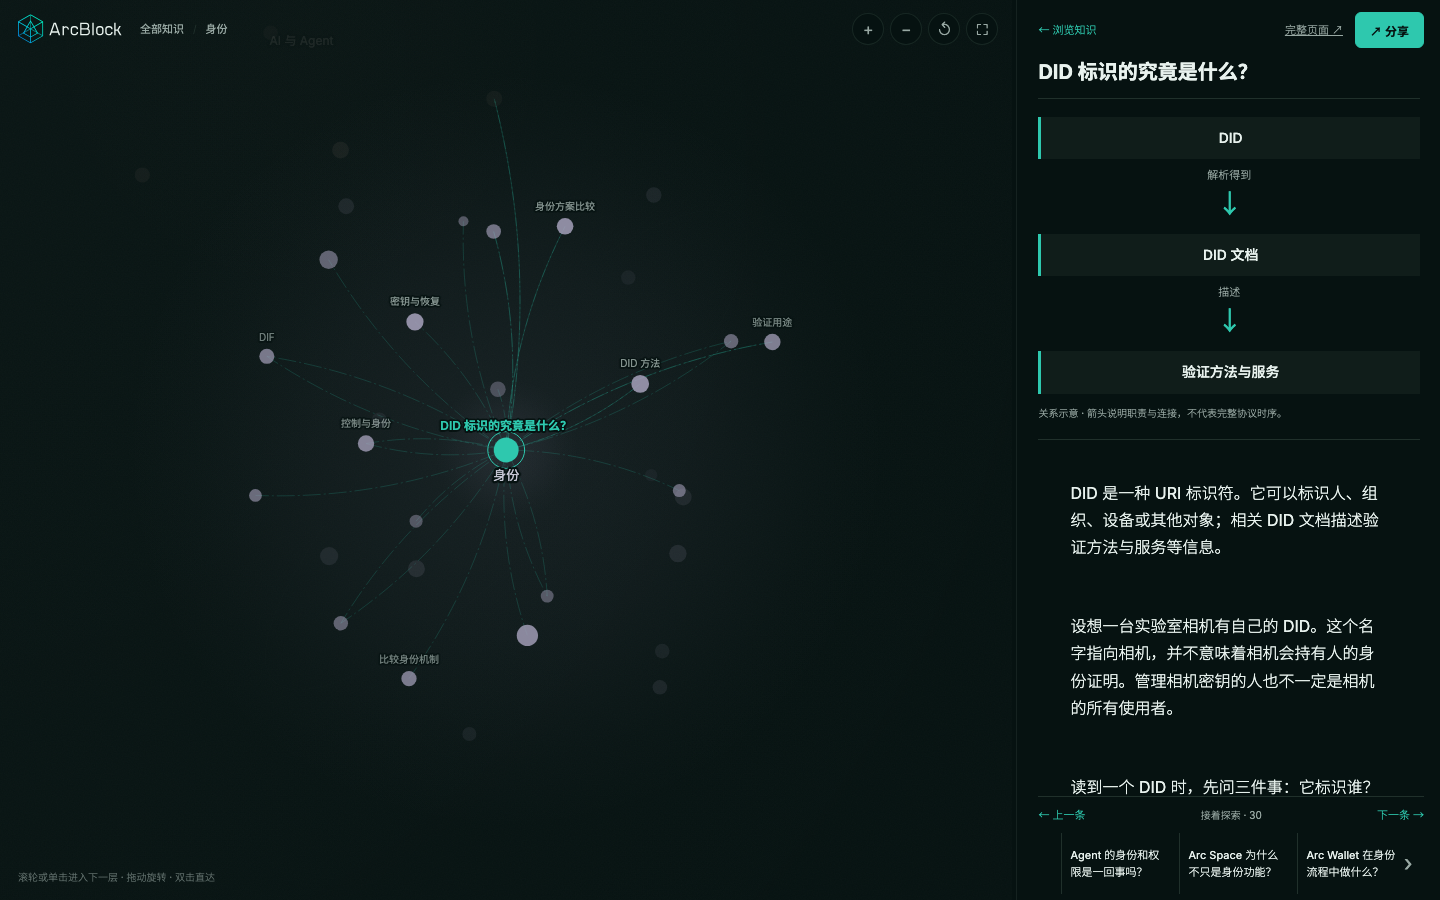 ArcBlock
全部知识 / 身份
AI 与 Agent
身份方案比较
密钥与恢复
DIF
验证用途
DID 方法
控制与身份
DID 标识的究竟是什么？
身份
比较身份机制
滚轮或单击进入下一层 · 拖动旋转 · 双击直达
← 浏览知识
完整页面 ↗
↗ 分享
DID 标识的究竟是什么？
DID
解析得到
↓
DID 文档
描述
↓
验证方法与服务
关系示意 · 箭头说明职责与连接，不代表完整协议时序。
DID 是一种 URI 标识符。它可以标识人、组
织、设备或其他对象；相关 DID 文档描述验
证方法与服务等信息。
设想一台实验室相机有自己的 DID。这个名
字指向相机，并不意味着相机会持有人的身
份证明。管理相机密钥的人也不一定是相机
的所有使用者。
读到一个 DID 时，先问三件事：它标识谁？
← 上一条
接着探索 · 30
下一条 →
Agent 的身份和权
限是一回事吗？
Arc Space 为什么
不只是身份功能？
Arc Wallet 在身份
流程中做什么？